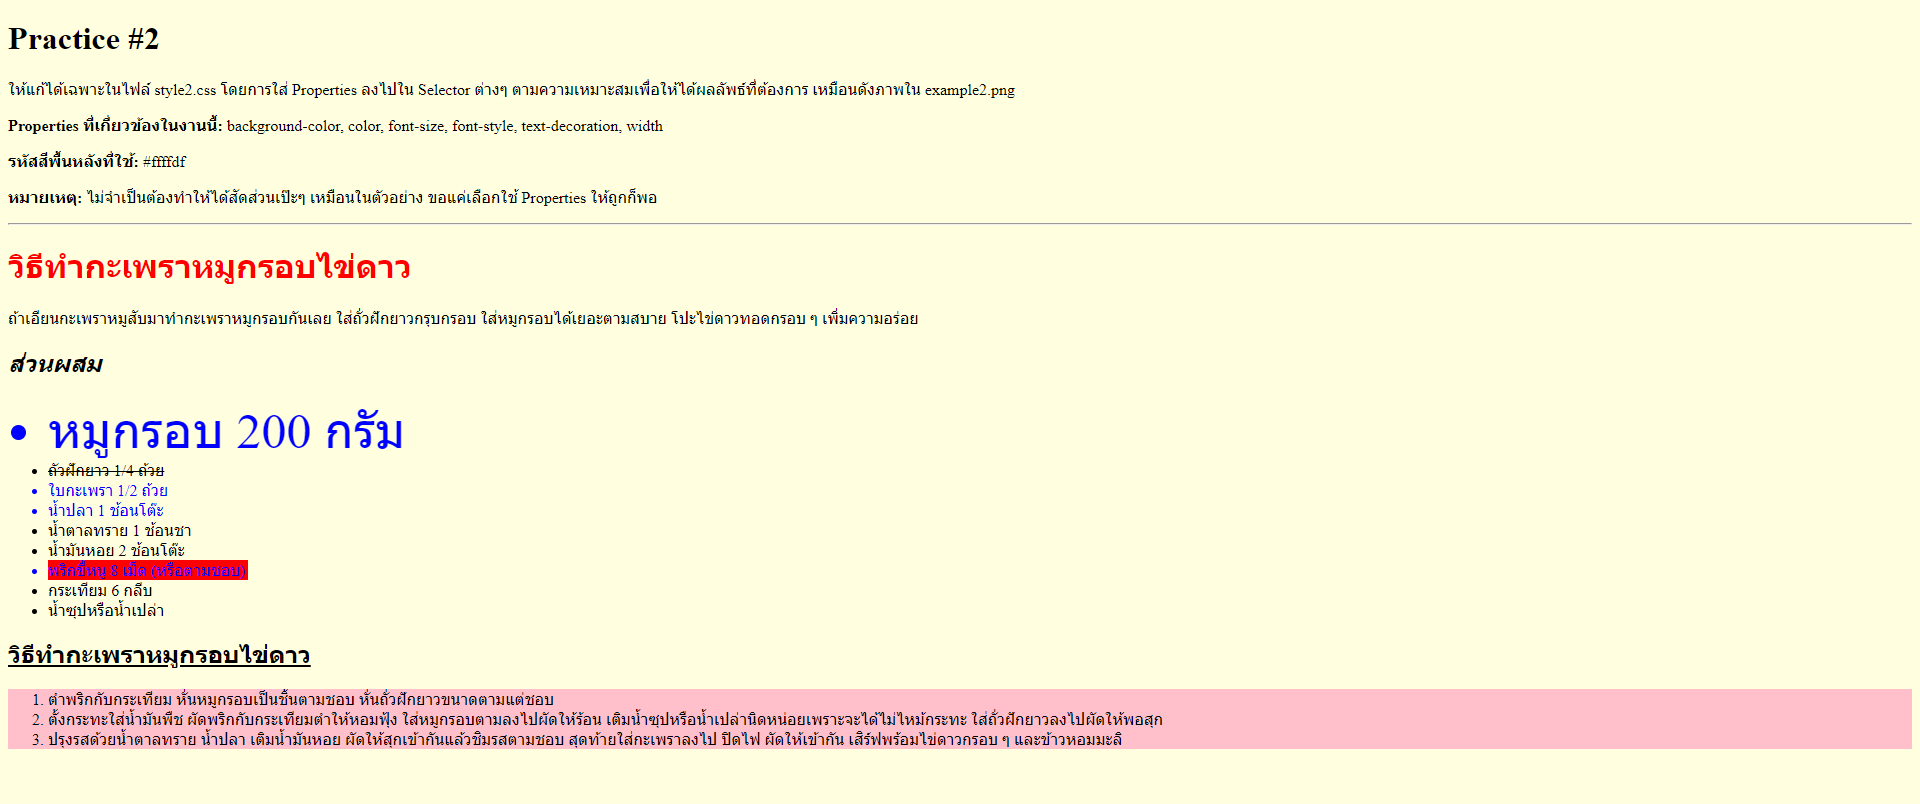 Practice #2
ให้แก้ได้เฉพาะในไฟล์ style2.css โดยการใส่ Properties ลงไปใน Selector ต่างๆ ตามความเหมาะสมเพื่อให้ได้ผลลัพธ์ที่ต้องการ เหมือนดังภาพใน example2.png
Properties ที่เกี่ยวข้องในงานนี้: background-color, color, font-size, font-style, text-decoration, width
รหัสสีพื้นหลังที่ใช้: #ffffdf
หมายเหตุ: ไม่จำเป็นต้องทำให้ได้สัดส่วนเป๊ะๆ เหมือนในตัวอย่าง ขอแค่เลือกใช้ Properties ให้ถูกก็พอ
วิธีทำกะเพราหมูกรอบไข่ดาว
ถ้าเอียนกะเพราหมูสับมาทำกะเพราหมูกรอบกันเลย ใส่ถั่วฝักยาวกรุบกรอบ ใส่หมูกรอบได้เยอะตามสบาย โปะไข่ดาวทอดกรอบ ๆ เพิ่มความอร่อย
ส่วนผสม
• หมูกรอบ 200 กรัม
• ถั่วฝักยาว 1/4 ถ้วย
• ใบกะเพรา 1/2 ถ้วย
• น้ำปลา 1 ช้อนโต๊ะ
• น้ำตาลทราย 1 ช้อนชา
• น้ำมันหอย 2 ช้อนโต๊ะ
• พริกขี้หนู 8 เม็ด (หรือตามชอบ)
• กระเทียม 6 กลีบ
• น้ำซุปหรือน้ำเปล่า
วิธีทำกะเพราหมูกรอบไข่ดาว
1. ตำพริกกับกระเทียม หั่นหมูกรอบเป็นชิ้นตามชอบ หั่นถั่วฝักยาวขนาดตามแต่ชอบ
2. ตั้งกระทะใส่น้ำมันพืช ผัดพริกกับกระเทียมตำให้หอมฟุ้ง ใส่หมูกรอบตามลงไปผัดให้ร้อน เติมน้ำซุปหรือน้ำเปล่านิดหน่อยเพราะจะได้ไม่ไหม้กระทะ ใส่ถั่วฝักยาวลงไปผัดให้พอสุก
3. ปรุงรสด้วยน้ำตาลทราย น้ำปลา เติมน้ำมันหอย ผัดให้สุกเข้ากันแล้วชิมรสตามชอบ สุดท้ายใส่กะเพราลงไป ปิดไฟ ผัดให้เข้ากัน เสิร์ฟพร้อมไข่ดาวกรอบ ๆ และข้าวหอมมะลิ